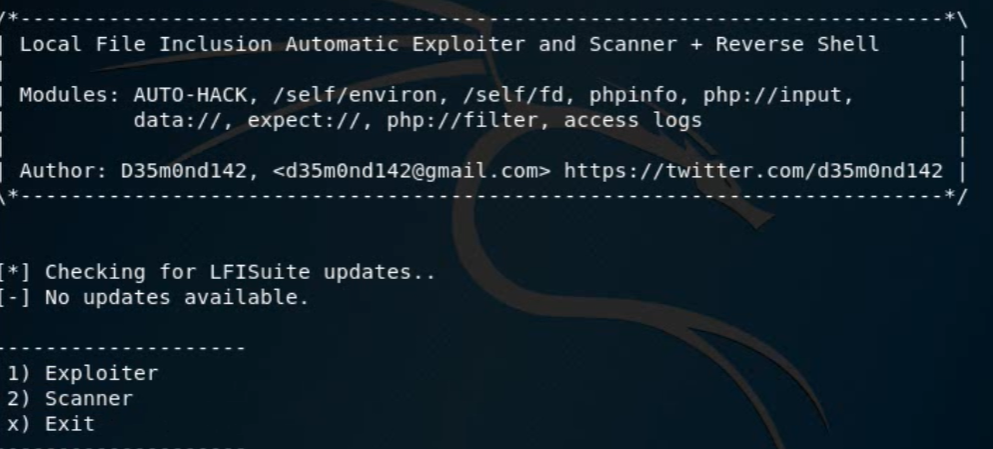 /*-------------------------------------------------------------------------*\
| Local File Inclusion Automatic Exploiter and Scanner + Reverse Shell |
| |
| Modules: AUTO-HACK, /self/environ, /self/fd, phpinfo, php://input, |
| data://, expect://, php://filter, access logs |
| |
| Author: D35m0nd142, <d35m0nd142@gmail.com> https://twitter.com/d35m0nd142 |
\*-------------------------------------------------------------------------*/
[*] Checking for LFISuite updates..
[-] No updates available.
--------------------
1) Exploiter
2) Scanner
x) Exit
--------------------